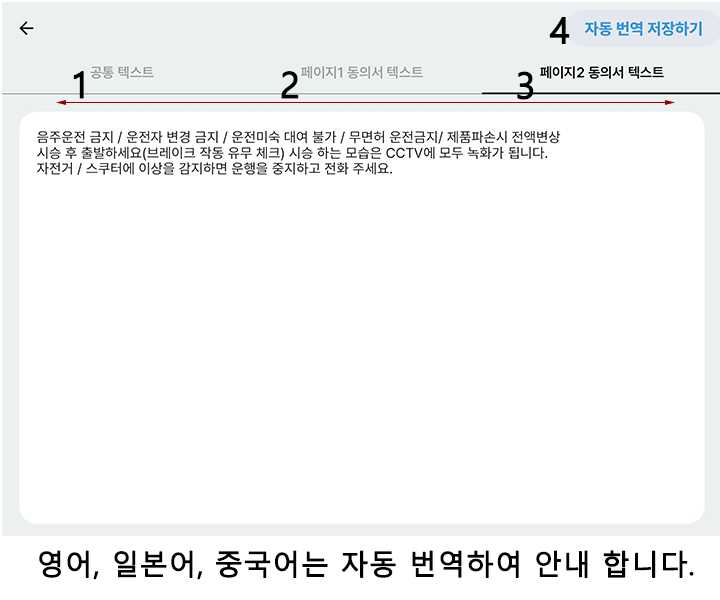 4 자동 번역 저장하기
1 공통 텍스트
2 페이지1 동의서 텍스트
3 페이지2 동의서 텍스트
음주운전 금지 / 운전자 변경 금지 / 운전미숙 대여 불가 / 무면허 운전금지/ 제품파손시 전액변상
시승 후 출발하세요(브레이크 작동 유무 체크) 시승 하는 모습은 CCTV에 모두 녹화가 됩니다.
자전거 / 스쿠터에 이상을 감지하면 운행을 중지하고 전화 주세요.
영어, 일본어, 중국어는 자동 번역하여 안내 합니다.